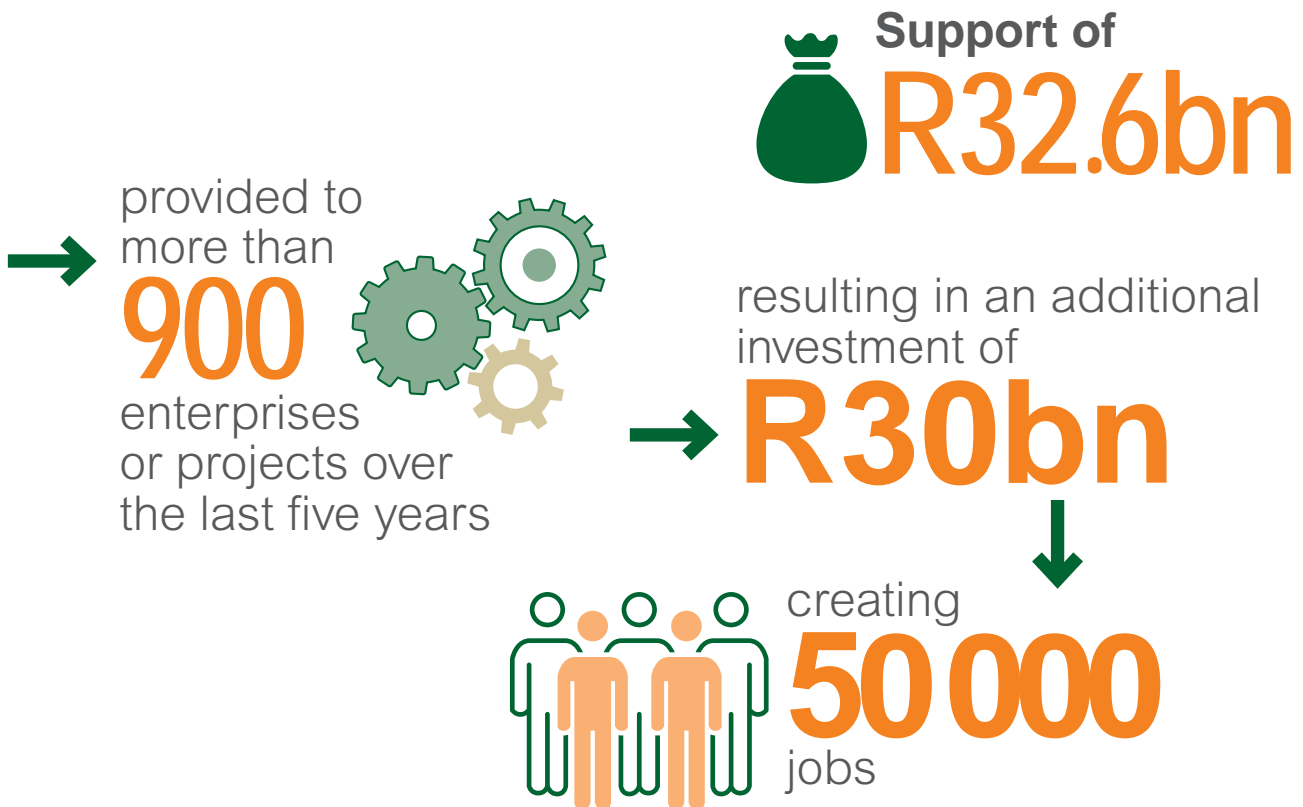 Support of
R32.6bn
provided to
more than
900
enterprises
or projects over
the last five years
resulting in an additional
investment of
R30bn
creating
50 000
jobs